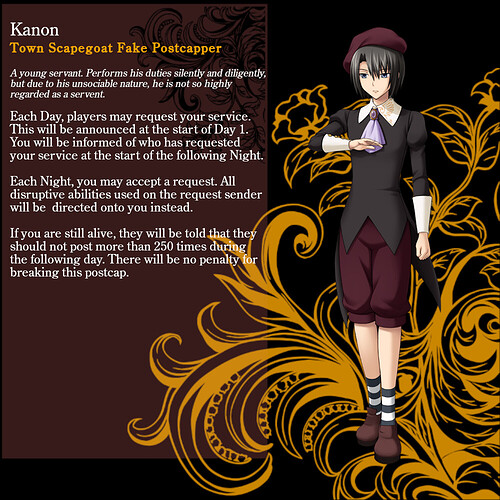 Kanon
Town Scapegoat Fake Postcapper
A young servant. Performs his duties silently and diligently,
but due to his unsociable nature, he is not so highly
regarded as a servent.
Each Day, players may request your service.
This will be announced at the start of Day 1.
You will be informed of who has requested
your service at the start of the following Night.
Each Night, you may accept a request. All
disruptive abilities used on the request sender
will be directed onto you instead.
If you are still alive, they will be told that they
should not post more than 250 times during
the following day. There will be no penalty for
breaking this postcap.